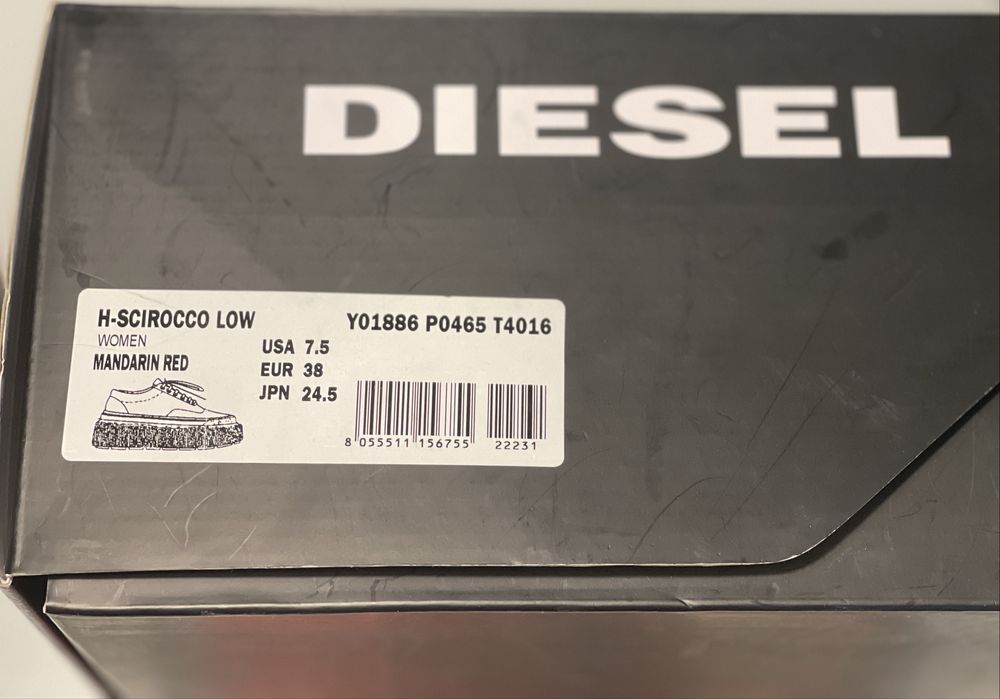 DIESEL
H-SCIROCCO LOW
Y01886 P0465 T4016
WOMEN
MANDARIN RED
USA 7.5
EUR 38
JPN 24.5
8 055511 156755
22231